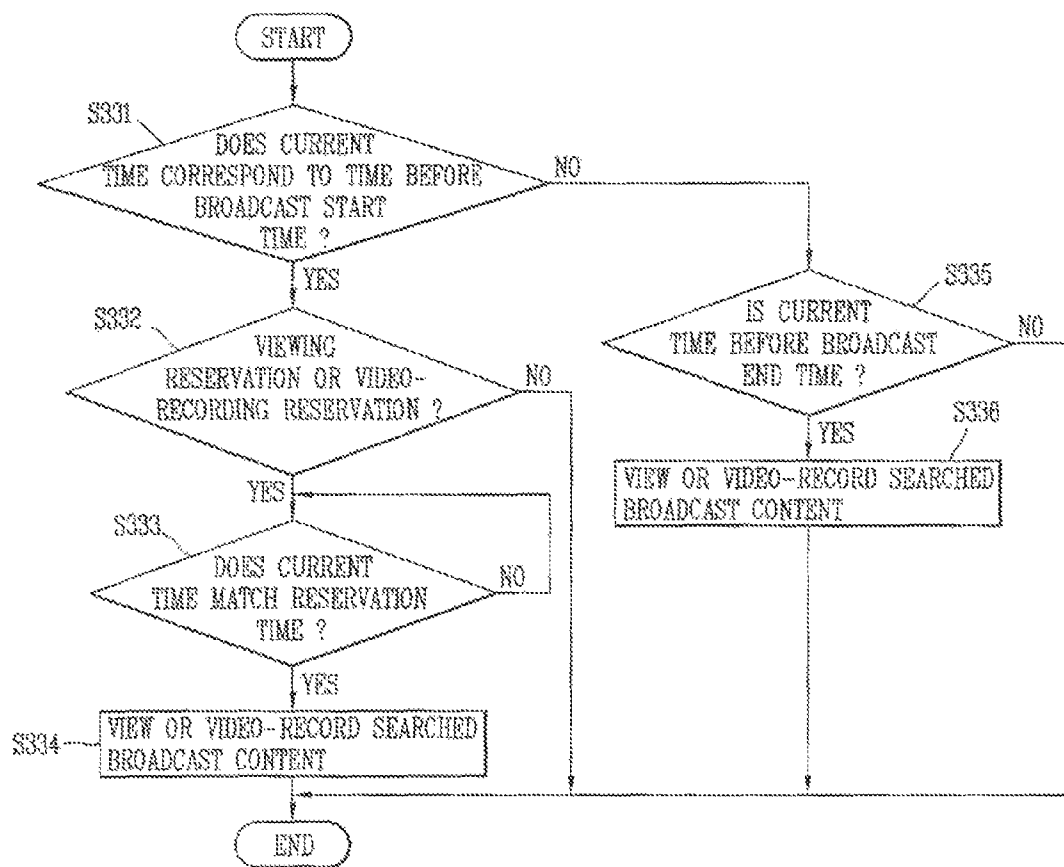 START
S331
DOES CURRENT
TIME CORRESPOND TO TIME BEFORE
BROADCAST START
TIME ?
NO
YES
S332
VIEWING
RESERVATION OR VIDEO-
RECORDING RESERVATION ?
NO
YES
S333
DOES CURRENT
TIME MATCH RESERVATION
TIME ?
NO
YES
S334
VIEW OR VIDEO-RECORD SEARCHED
BROADCAST CONTENT
S335
IS CURRENT
TIME BEFORE BROADCAST
END TIME ?
NO
YES
S336
VIEW OR VIDEO-RECORD SEARCHED
BROADCAST CONTENT
END